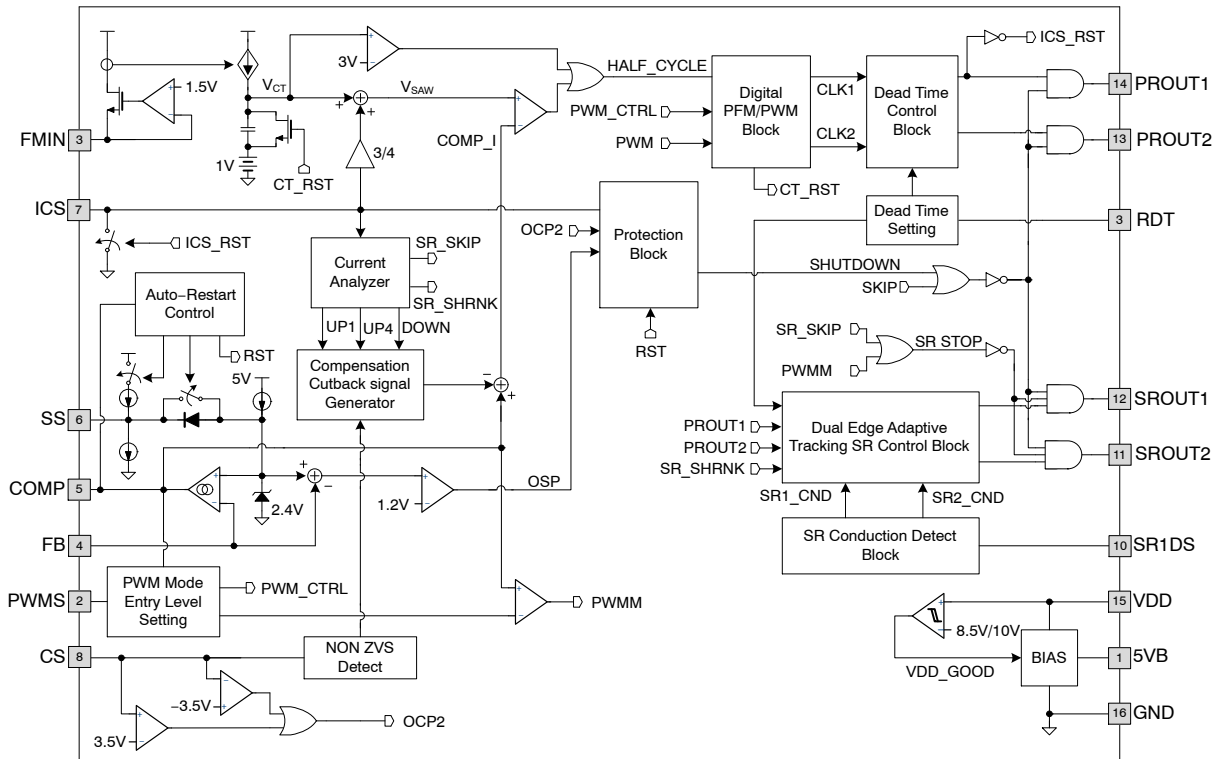 ICS_RST
1.5V
3V
VCT
VSAW
HALF_CYCLE
Digital
PFM/PWM
Block
CLK1
CLK2
Dead Time
Control
Block
14
PROUT1
FMIN
3
1V
CT_RST
3/4
COMP_I
PWM_CTRL
PWM
CT_RST
13
PROUT2
ICS
7
ICS_RST
Current
Analyzer
SR_SKIP
SR_SHRNK
OCP2
Protection
Block
RST
Dead Time
Setting
3
RDT
SHUTDOWN
SKIP
Auto−Restart
Control
RST
UP1
UP4
DOWN
Compensation
Cutback signal
Generator
−
+
SR_SKIP
PWMM
SR STOP
5V
SS
6
12
SROUT1
PROUT1
PROUT2
SR_SHRNK
Dual Edge Adaptive
Tracking SR Control Block
11
SROUT2
COMP
5
2.4V
+
−
1.2V
OSP
SR1_CND
SR2_CND
FB
4
SR Conduction Detect
Block
10
SR1DS
PWMS
2
PWM Mode
Entry Level
Setting
PWM_CTRL
PWMM
15
VDD
8.5V/10V
CS
8
NON ZVS
Detect
VDD_GOOD
BIAS
1
5VB
−3.5V
3.5V
OCP2
16
GND